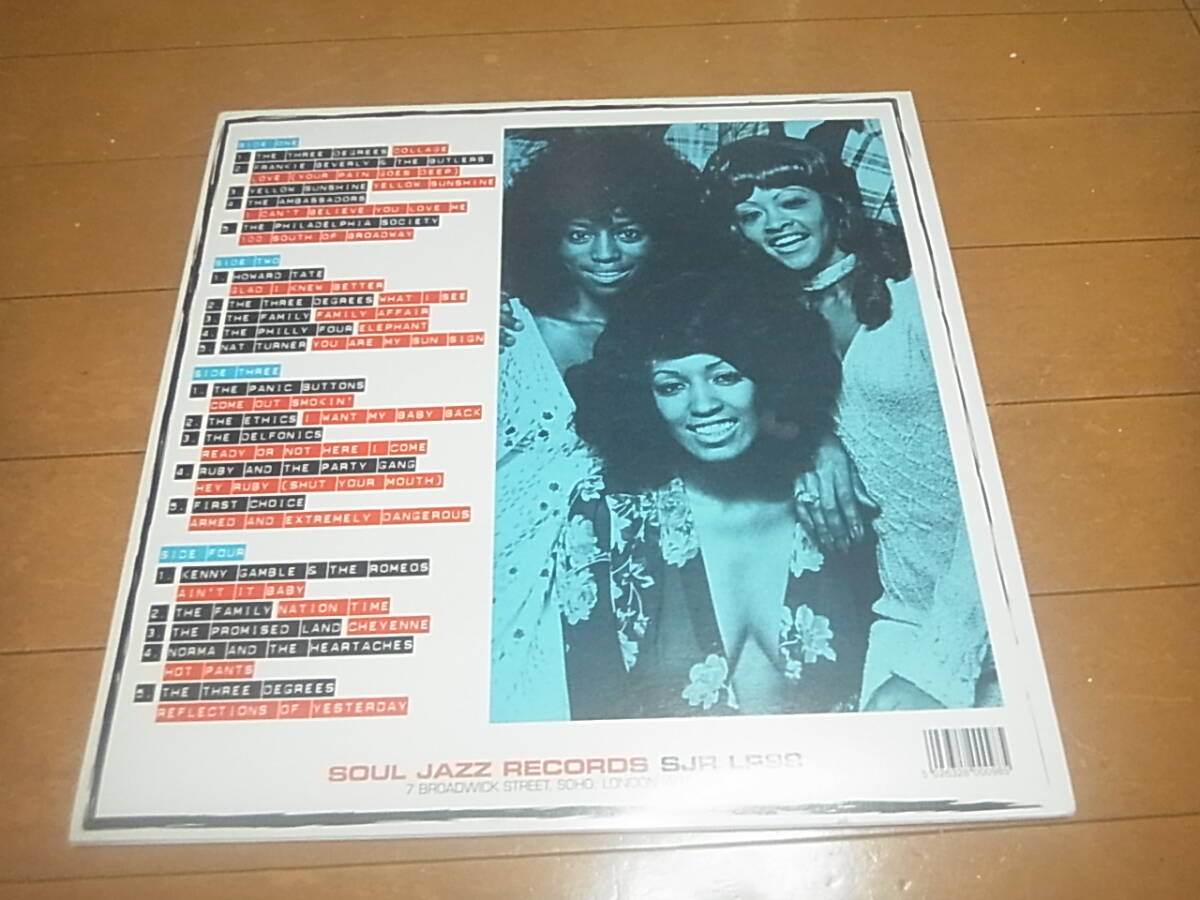 SIDE ONE
1. THE THREE DEGREES COLLAGE
2. FRANKIE BEVERLY & THE BUTLERS
LOVE (YOUR PAIN GOES DEEP)
3. YELLOW SUNSHINE YELLOW SUNSHINE
4. THE AMBASSADORS
I CAN'T BELIEVE YOU LOVE ME
5. THE PHILADELPHIA SOCIETY
100 SOUTH OF BROADWAY
SIDE TWO
1. HOWARD TATE
GLAD I KNEW BETTER
2. THE THREE DEGREES WHAT I SEE
3. THE FAMILY FAMILY AFFAIR
4. THE PHILLY FOUR ELEPHANT
5. NAT TURNER YOU ARE MY SUN SIGN
SIDE THREE
1. THE PANIC BUTTONS
COME OUT SMOKIN'
2. THE ETHICS I WANT MY BABY BACK
3. THE DELFONICS
READY OR NOT HERE I COME
4. RUBY AND THE PARTY GANG
HEY RUBY (SHUT YOUR MOUTH)
5. FIRST CHOICE
ARMED AND EXTREMELY DANGEROUS
SIDE FOUR
1. KENNY GAMBLE & THE ROMEOS
AIN'T IT BABY
2. THE FAMILY NATION TIME
3. THE PROMISED LAND CHEYENNE
4. NORMA AND THE HEARTACHES
HOT PANTS
5. THE THREE DEGREES
REFLECTIONS OF YESTERDAY
SOUL JAZZ RECORDS SJR LP98
7 BROADWICK STREET, SOHO, LONDON
5 026328 000985